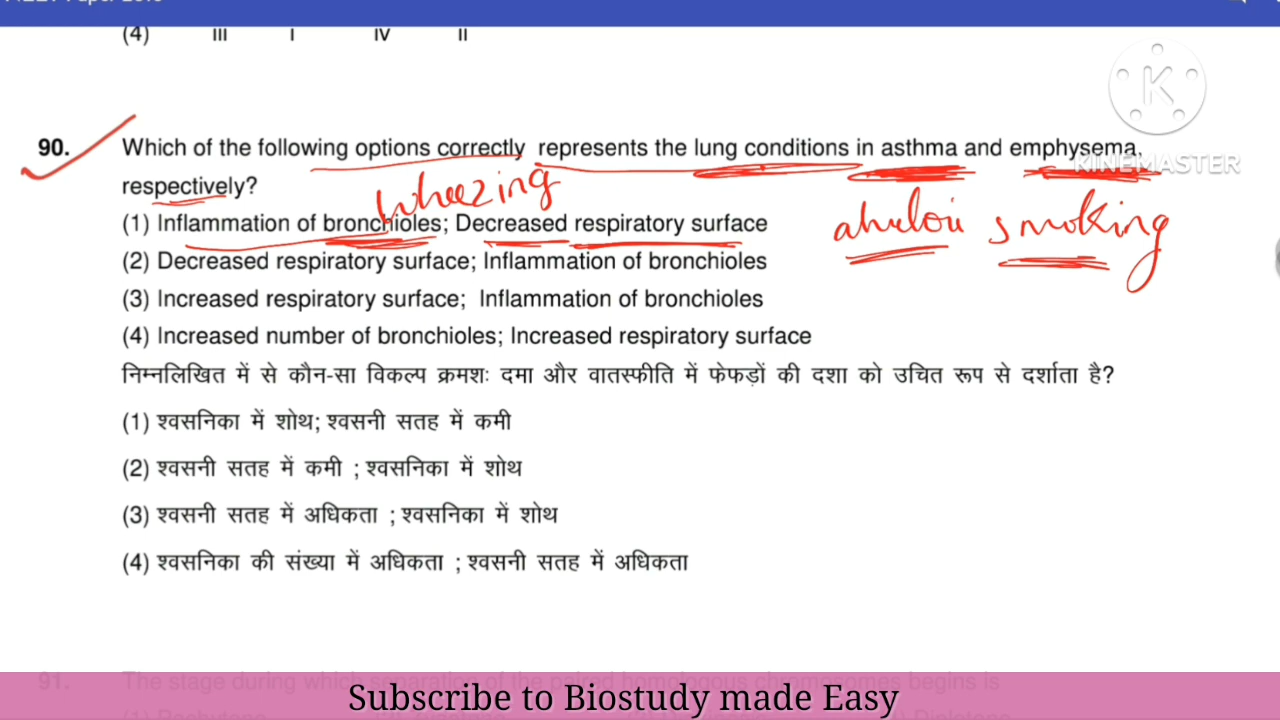 (4) III I IV II
90. Which of the following options correctly represents the lung conditions in asthma and emphysema,
KINEMASTER
respectively?
wheezing
(1) Inflammation of bronchioles; Decreased respiratory surface
smoking
(2) Decreased respiratory surface; Inflammation of bronchioles
(3) Increased respiratory surface; Inflammation of bronchioles
(4) Increased number of bronchioles; Increased respiratory surface
निम्नलिखित में से कौन-सा विकल्प क्रमशः दमा और वातस्फीति में फेफड़ों की दशा को उचित रूप से दर्शाता है?
(1) श्वसनिका में शोथ; श्वसनी सतह में कमी
(2) श्वसनी सतह में कमी ; श्वसनिका में शोथ
(3) श्वसनी सतह में अधिकता ; श्वसनिका में शोथ
(4) श्वसनिका की संख्या में अधिकता ; श्वसनी सतह में अधिकता
91. The stage during which separation of the paired homologous chromosomes begins is
Subscribe to Biostudy made Easy